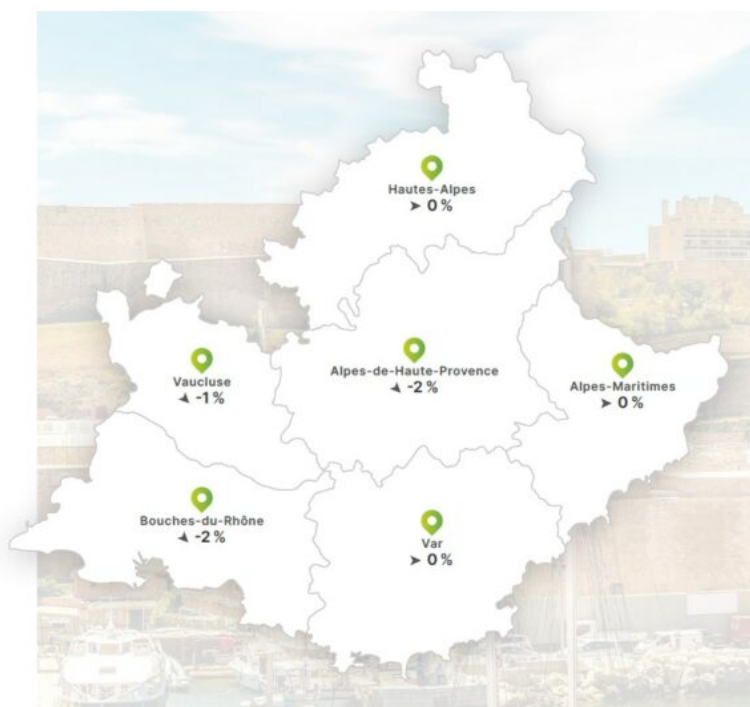 Hautes-Alpes
➤ 0 %
Alpes-de-Haute-Provence
➤ -2 %
Vaucluse
➤ -1 %
Alpes-Maritimes
➤ 0 %
Bouches-du-Rhône
➤ -2 %
Var
➤ 0 %